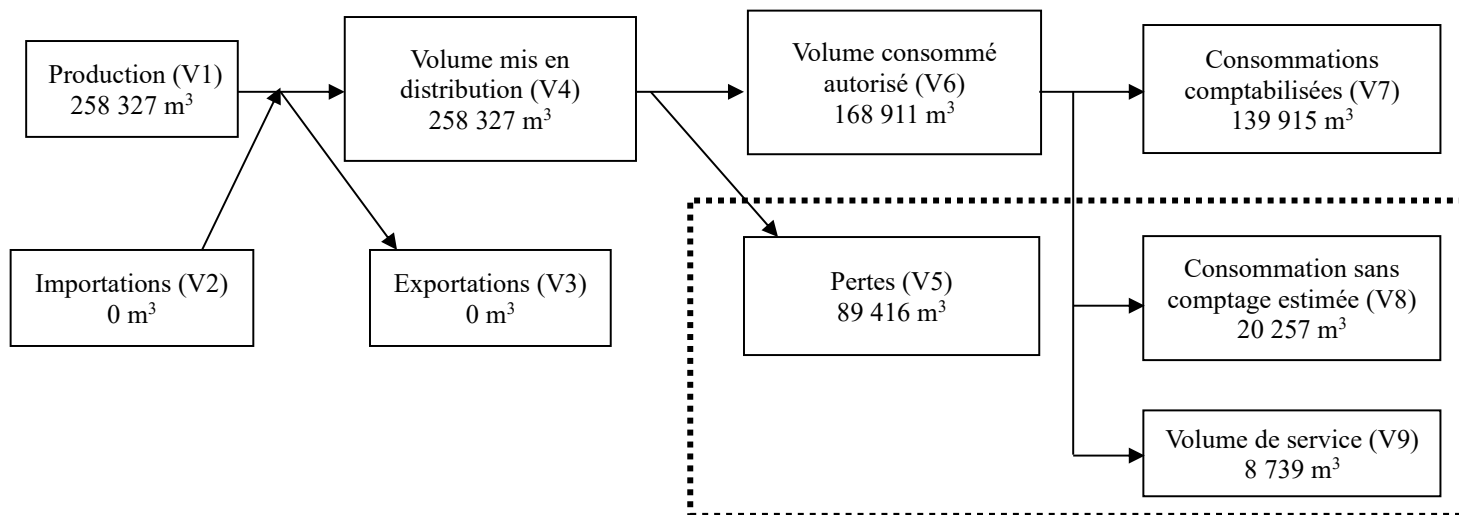 Production (V1)
258 327 m³
Volume mis en
distribution (V4)
258 327 m³
Volume consommé
autorisé (V6)
168 911 m³
Consommations
comptabilisées (V7)
139 915 m³
Importations (V2)
0 m³
Exportations (V3)
0 m³
Pertes (V5)
89 416 m³
Consommation sans
comptage estimée (V8)
20 257 m³
Volume de service (V9)
8 739 m³